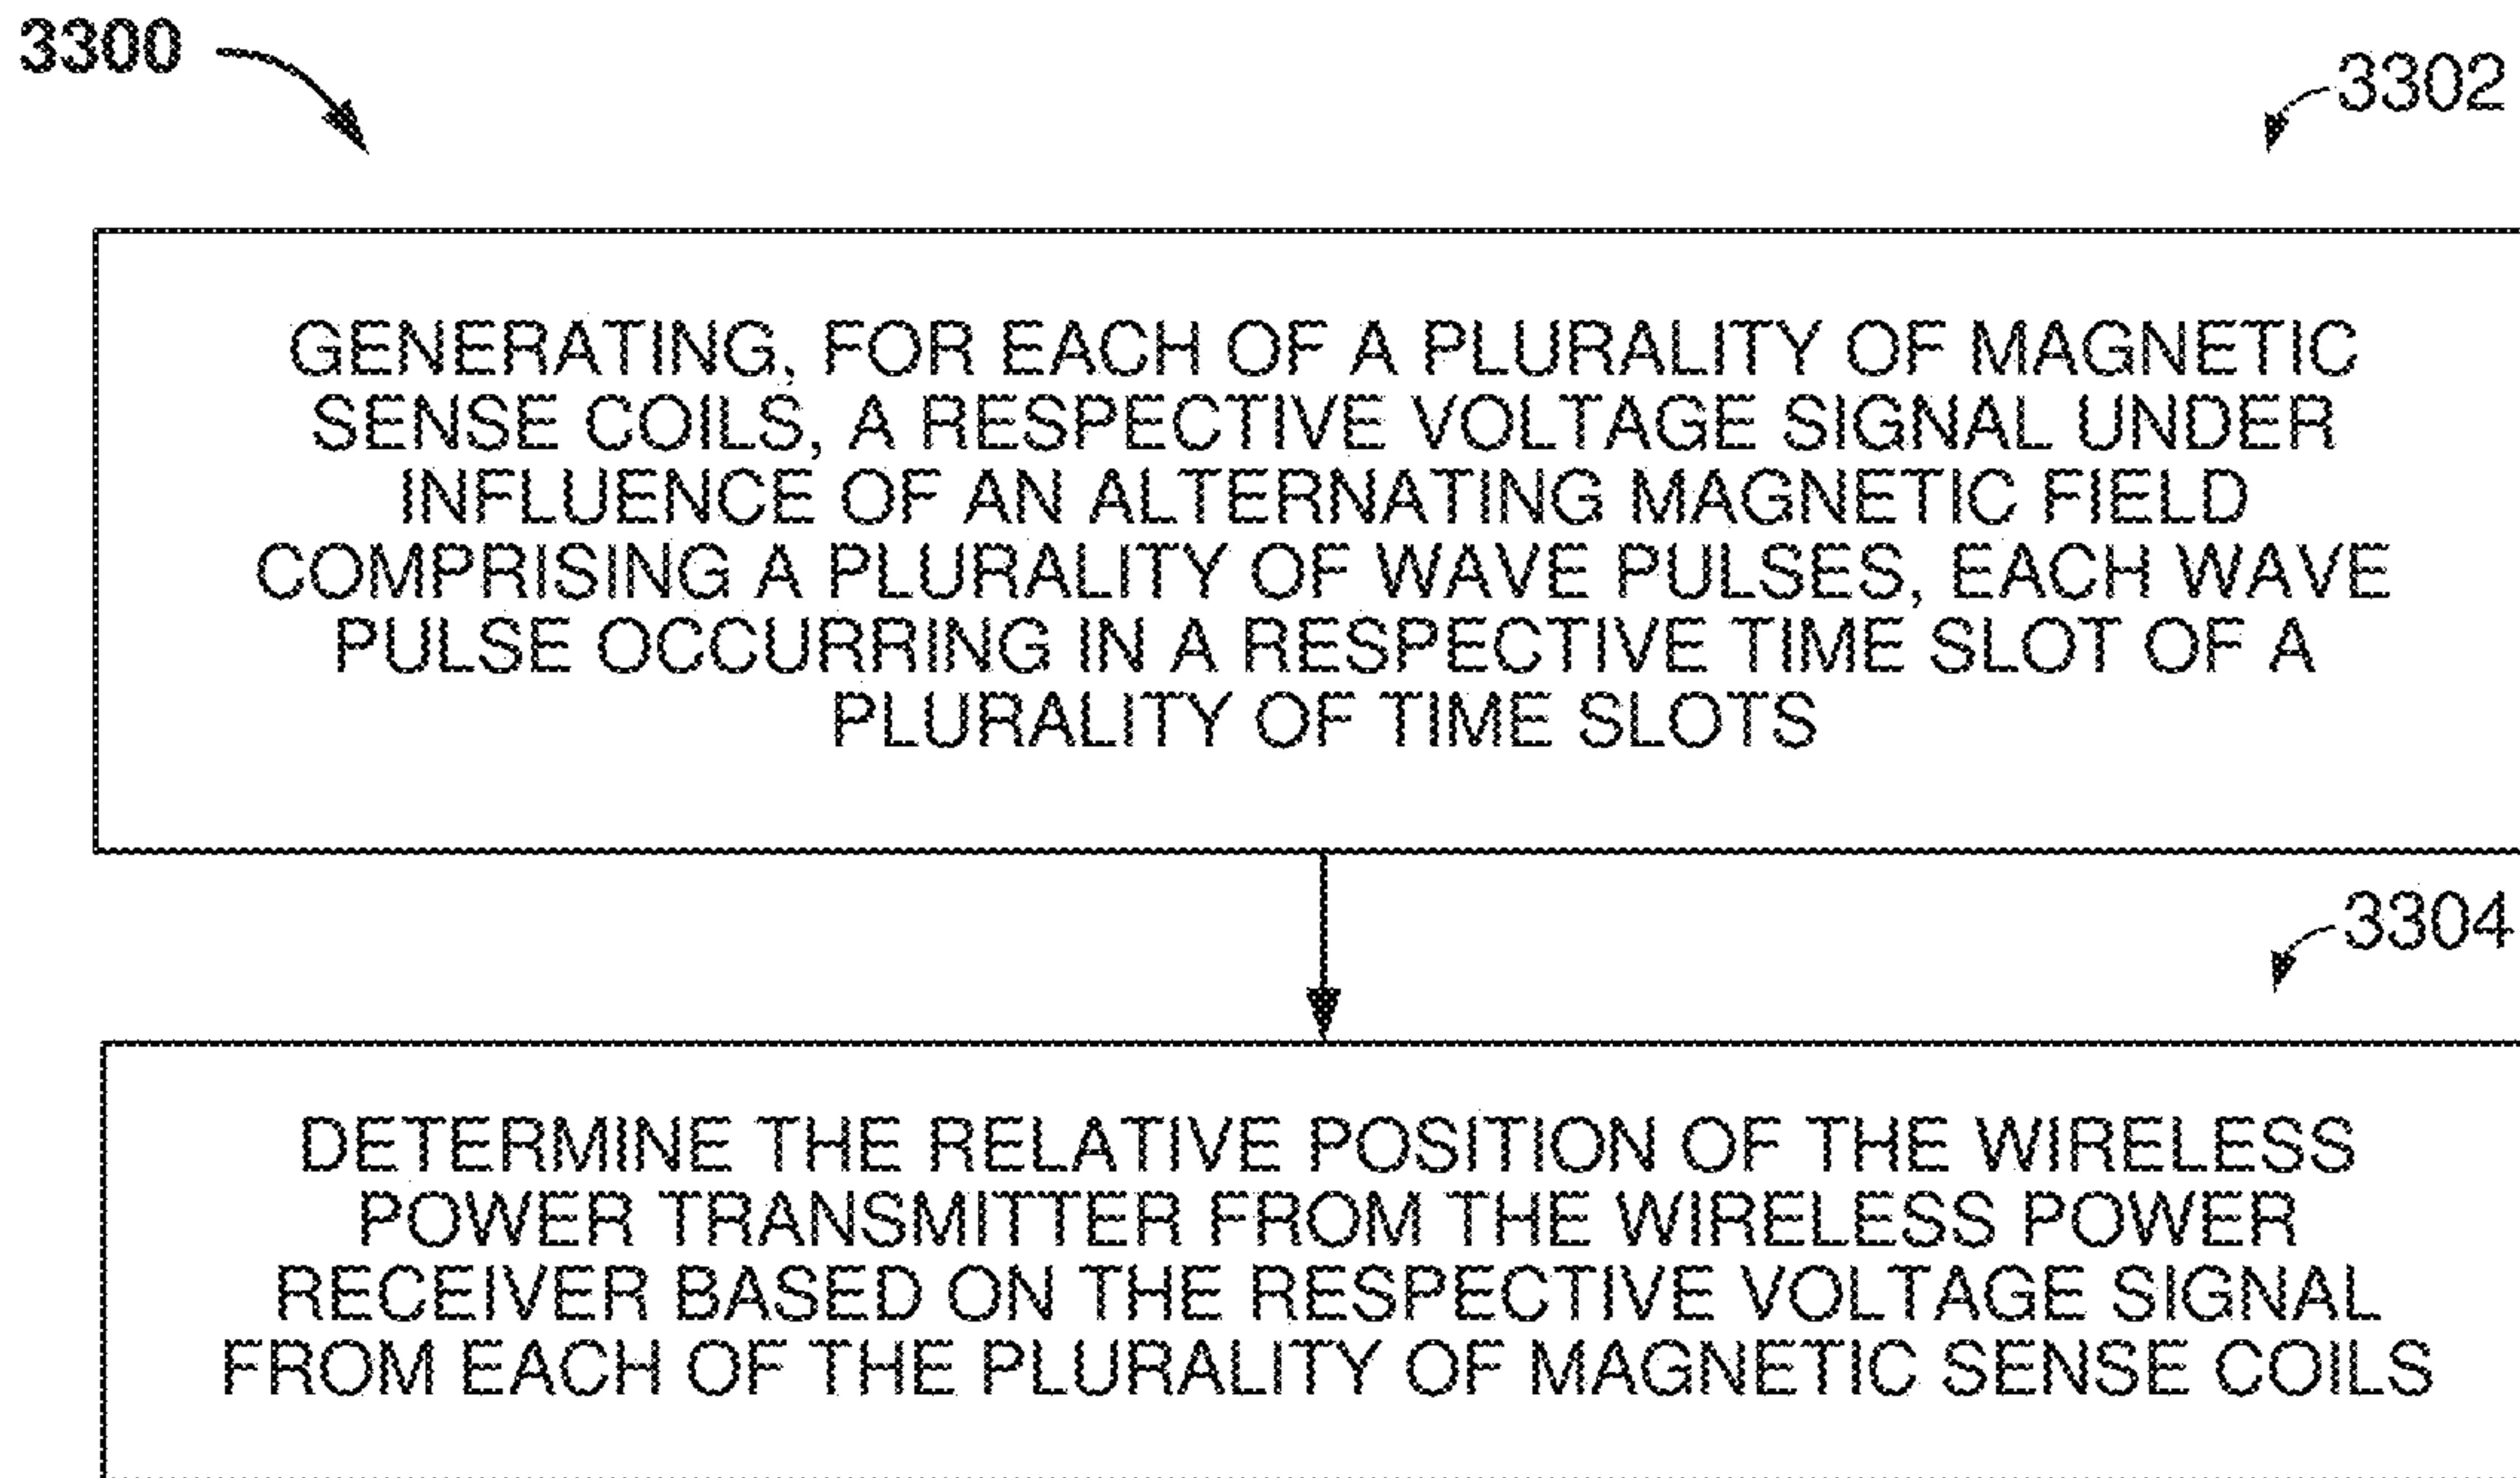 3300
3302
GENERATING, FOR EACH OF A PLURALITY OF MAGNETIC
SENSE COILS, A RESPECTIVE VOLTAGE SIGNAL UNDER
INFLUENCE OF AN ALTERNATING MAGNETIC FIELD
COMPRISING A PLURALITY OF WAVE PULSES, EACH WAVE
PULSE OCCURRING IN A RESPECTIVE TIME SLOT OF A
PLURALITY OF TIME SLOTS
3304
DETERMINE THE RELATIVE POSITION OF THE WIRELESS
POWER TRANSMITTER FROM THE WIRELESS POWER
RECEIVER BASED ON THE RESPECTIVE VOLTAGE SIGNAL
FROM EACH OF THE PLURALITY OF MAGNETIC SENSE COILS